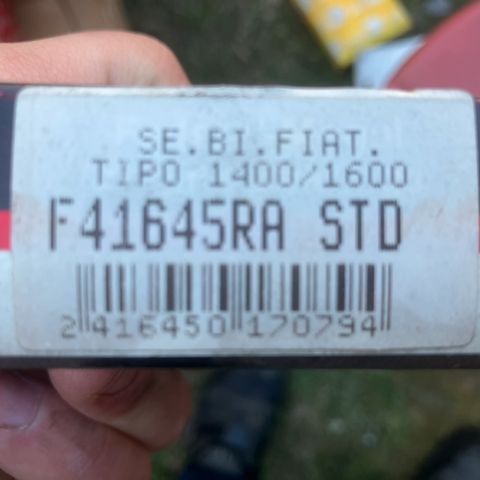 SE.BI.FIAT.
TIPO 1400/1600
F41645RA STD
2 416450 170794